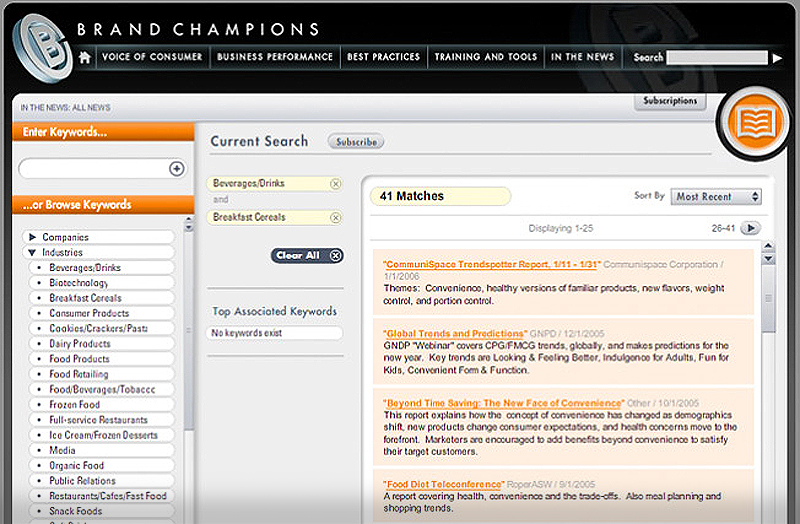 BRAND CHAMPIONS
VOICE OF CONSUMER
BUSINESS PERFORMANCE
BEST PRACTICES
TRAINING AND TOOLS
IN THE NEWS
Search
IN THE NEWS: ALL NEWS
Subscriptions
Enter Keywords...
...or Browse Keywords
Companies
Industries
Beverages/Drinks
Biotechnology
Breakfast Cereals
Consumer Products
Cookies/Crackers/Pasta
Dairy Products
Food Products
Food Retailing
Food/Beverages/Tobacco
Frozen Food
Full-service Restaurants
Ice Cream/Frozen Desserts
Media
Organic Food
Public Relations
Restaurants/Cafes/Fast Food
Snack Foods
Current Search
Subscribe
Beverages/Drinks
and
Breakfast Cereals
Clear All
Top Associated Keywords
No keywords exist
41 Matches
Sort By Most Recent
Displaying 1-25
26-41
"CommuniSpace Trendspotter Report, 1/11 - 1/31" Communispace Corporation /
1/1/2006
Themes: Convenience, healthy versions of familiar products, new flavors, weight
control, and portion control.
"Global Trends and Predictions" GNPD / 12/1/2005
GNDP "Webinar" covers CPG/FMCG trends, globally, and makes predictions for the
new year. Key trends are Looking & Feeling Better, Indulgence for Adults, Fun for
Kids, Convenient Form & Function.
"Beyond Time Saving: The New Face of Convenience" Other / 10/1/2005
This report explains how the concept of convenience has changed as demographics
shift, new products change consumer expectations, and health concerns move to the
forefront. Marketers are encouraged to add benefits beyond convenience to satisfy
their target customers.
"Food Diet Teleconference" RoperASW / 9/1/2005
A report covering health, convenience and the trade-offs. Also meal planning and
shopping trends.